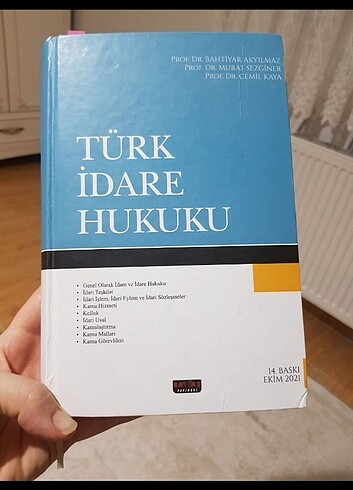 PROF. DR. BAHTİYAR AKYILMAZ
PROF. DR. MURAT SEZGİNER
PROF. DR. CEMİL KAYA
TÜRK
İDARE
HUKUKU
• Genel Olarak İdare ve İdare Hukuku
• İdari Teşkilat
• İdari İşlem, İdari Eylem ve İdari Sözleşmeler
• Kamu Hizmeti
• Kolluk
• İdari Usul
• Kamulaştırma
• Kamu Malları
• Kamu Görevlileri
14. BASKI
EKİM 2021
SAVAŞ
YAYINEVİ